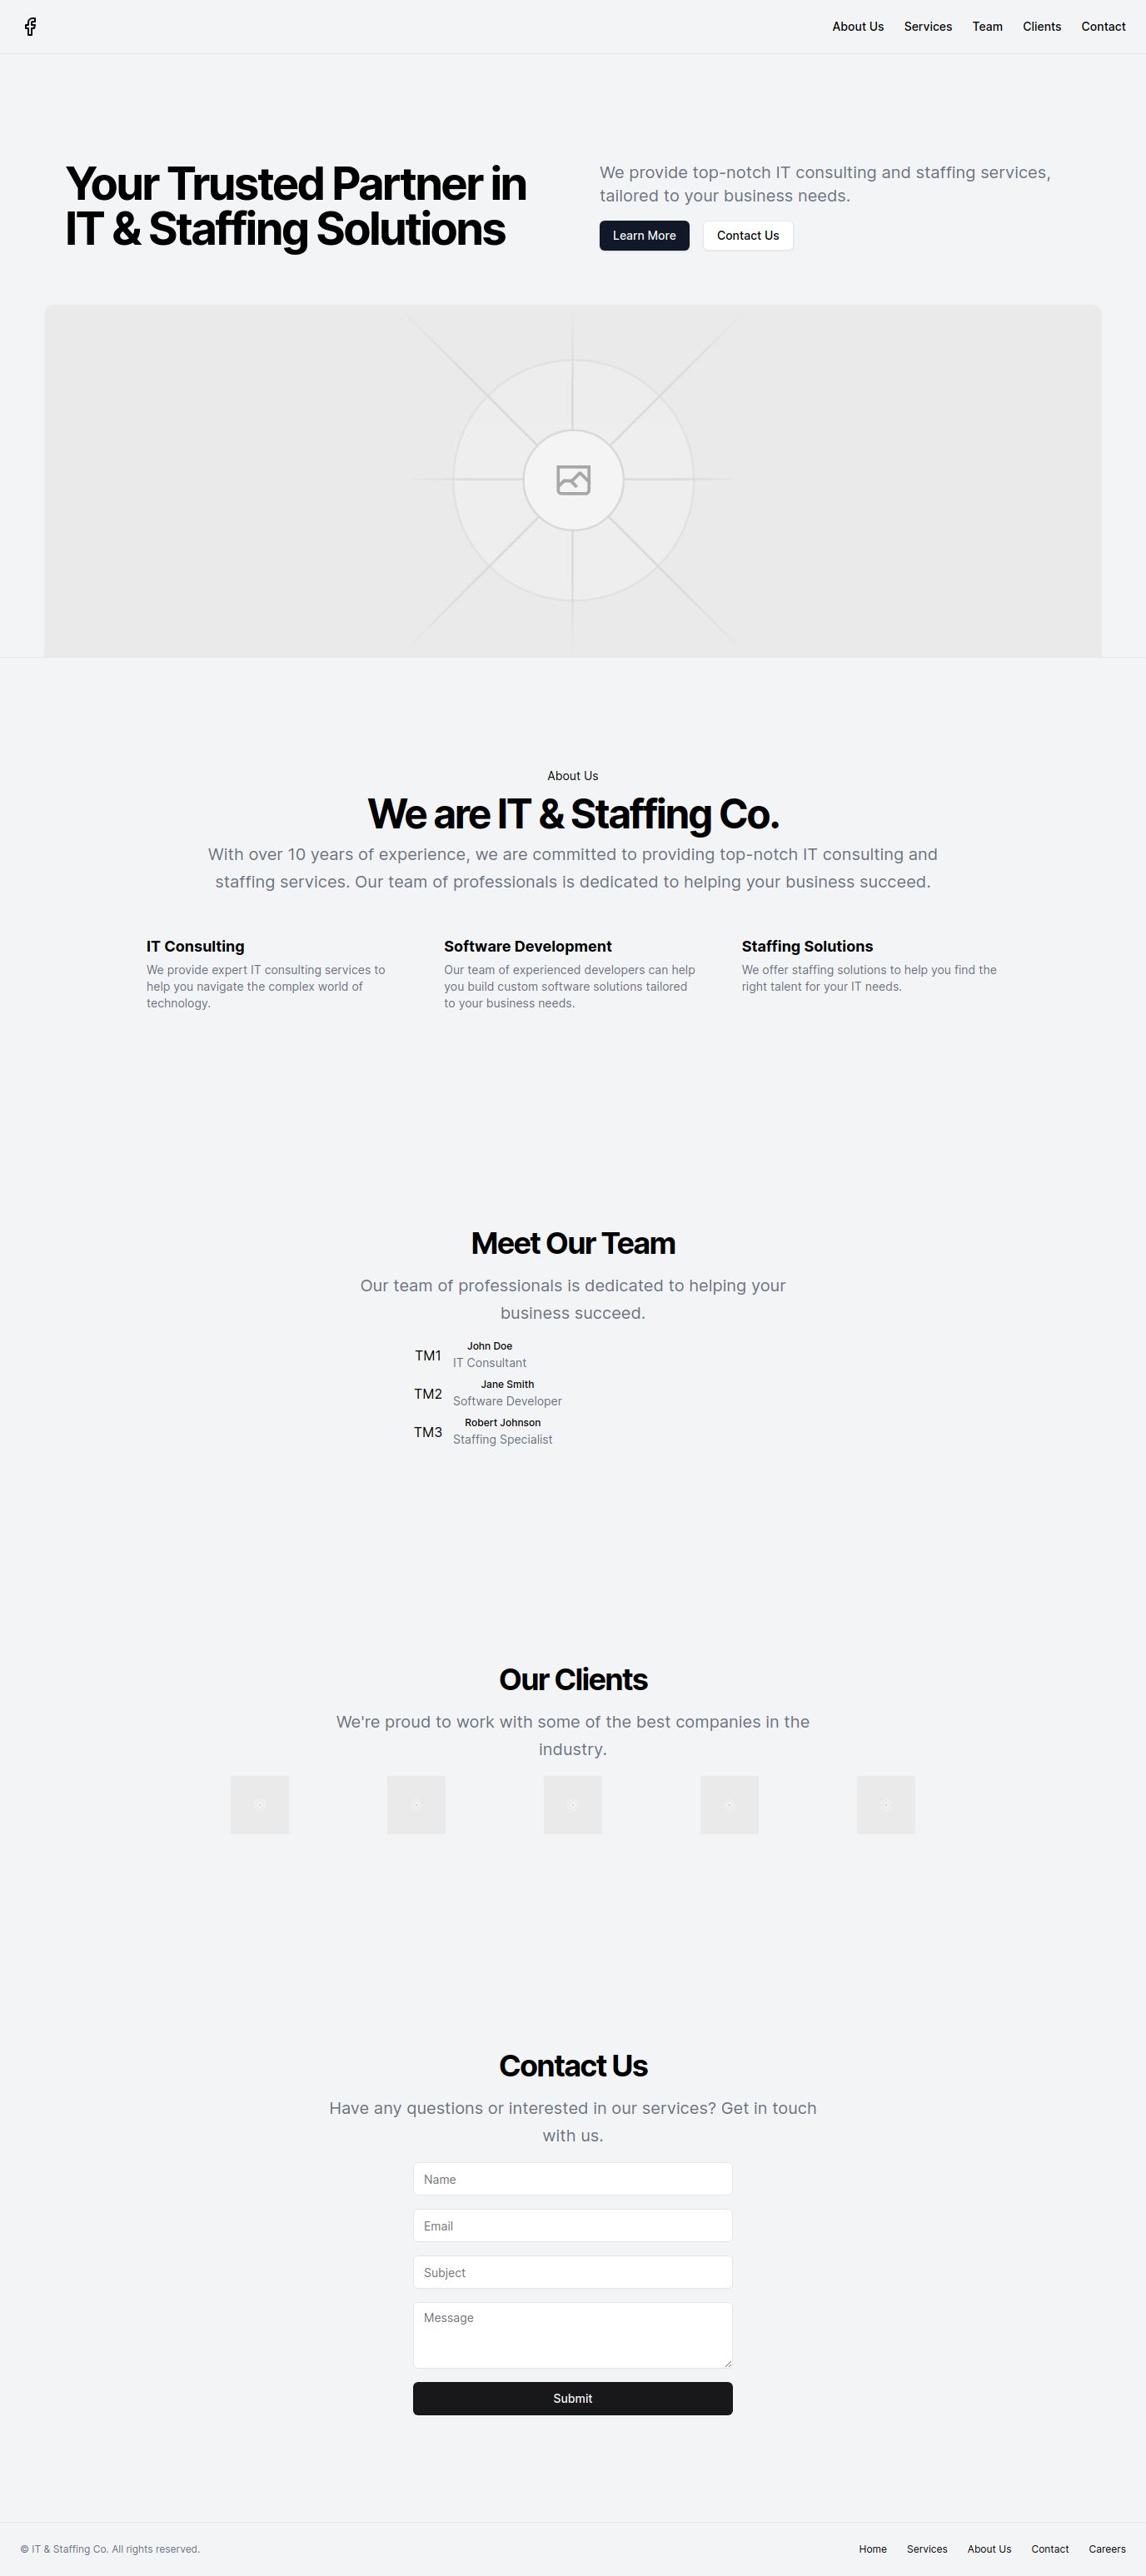 About Us Services Team Clients Contact
Your Trusted Partner in
IT & Staffing Solutions
We provide top-notch IT consulting and staffing services,
tailored to your business needs.
Learn More Contact Us
About Us
We are IT & Staffing Co.
With over 10 years of experience, we are committed to providing top-notch IT consulting and
staffing services. Our team of professionals is dedicated to helping your business succeed.
IT Consulting
We provide expert IT consulting services to
help you navigate the complex world of
technology.
Software Development
Our team of experienced developers can help
you build custom software solutions tailored
to your business needs.
Staffing Solutions
We offer staffing solutions to help you find the
right talent for your IT needs.
Meet Our Team
Our team of professionals is dedicated to helping your
business succeed.
TM1
John Doe
IT Consultant
TM2
Jane Smith
Software Developer
TM3
Robert Johnson
Staffing Specialist
Our Clients
We're proud to work with some of the best companies in the
industry.
Contact Us
Have any questions or interested in our services? Get in touch
with us.
Name
Email
Subject
Message
Submit
© IT & Staffing Co. All rights reserved.
Home Services About Us Contact Careers